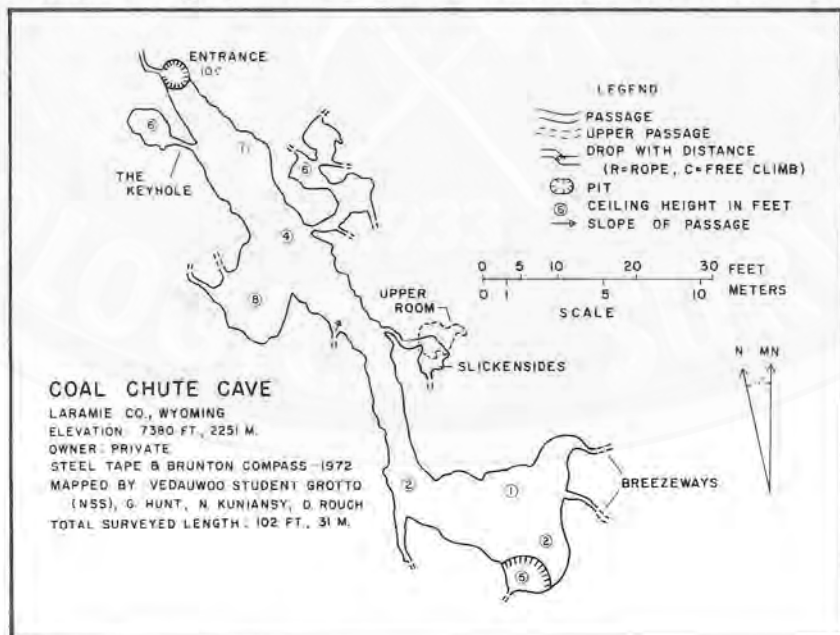 ENTRANCE
10C
6
THE
KEYHOLE
7
6
4
8
UPPER
ROOM
SLICKENSIDES
2
1
2
5
BREEZEWAYS
LEGEND
PASSAGE
UPPER PASSAGE
DROP WITH DISTANCE
(R=ROPE, C=FREE CLIMB)
PIT
5 CEILING HEIGHT IN FEET
SLOPE OF PASSAGE
0 5 10 20 30 FEET
0 1 5 10 METERS
SCALE
N MN
COAL CHUTE CAVE
LARAMIE CO., WYOMING
ELEVATION: 7380 FT., 2251 M.
OWNER: PRIVATE
STEEL TAPE & BRUNTON COMPASS-1972
MAPPED BY VEDAUWOO STUDENT GROTTO
(NSS), G. HUNT, N. KUNIANSY, D. ROUGH
TOTAL SURVEYED LENGTH: 102 FT., 31 M.